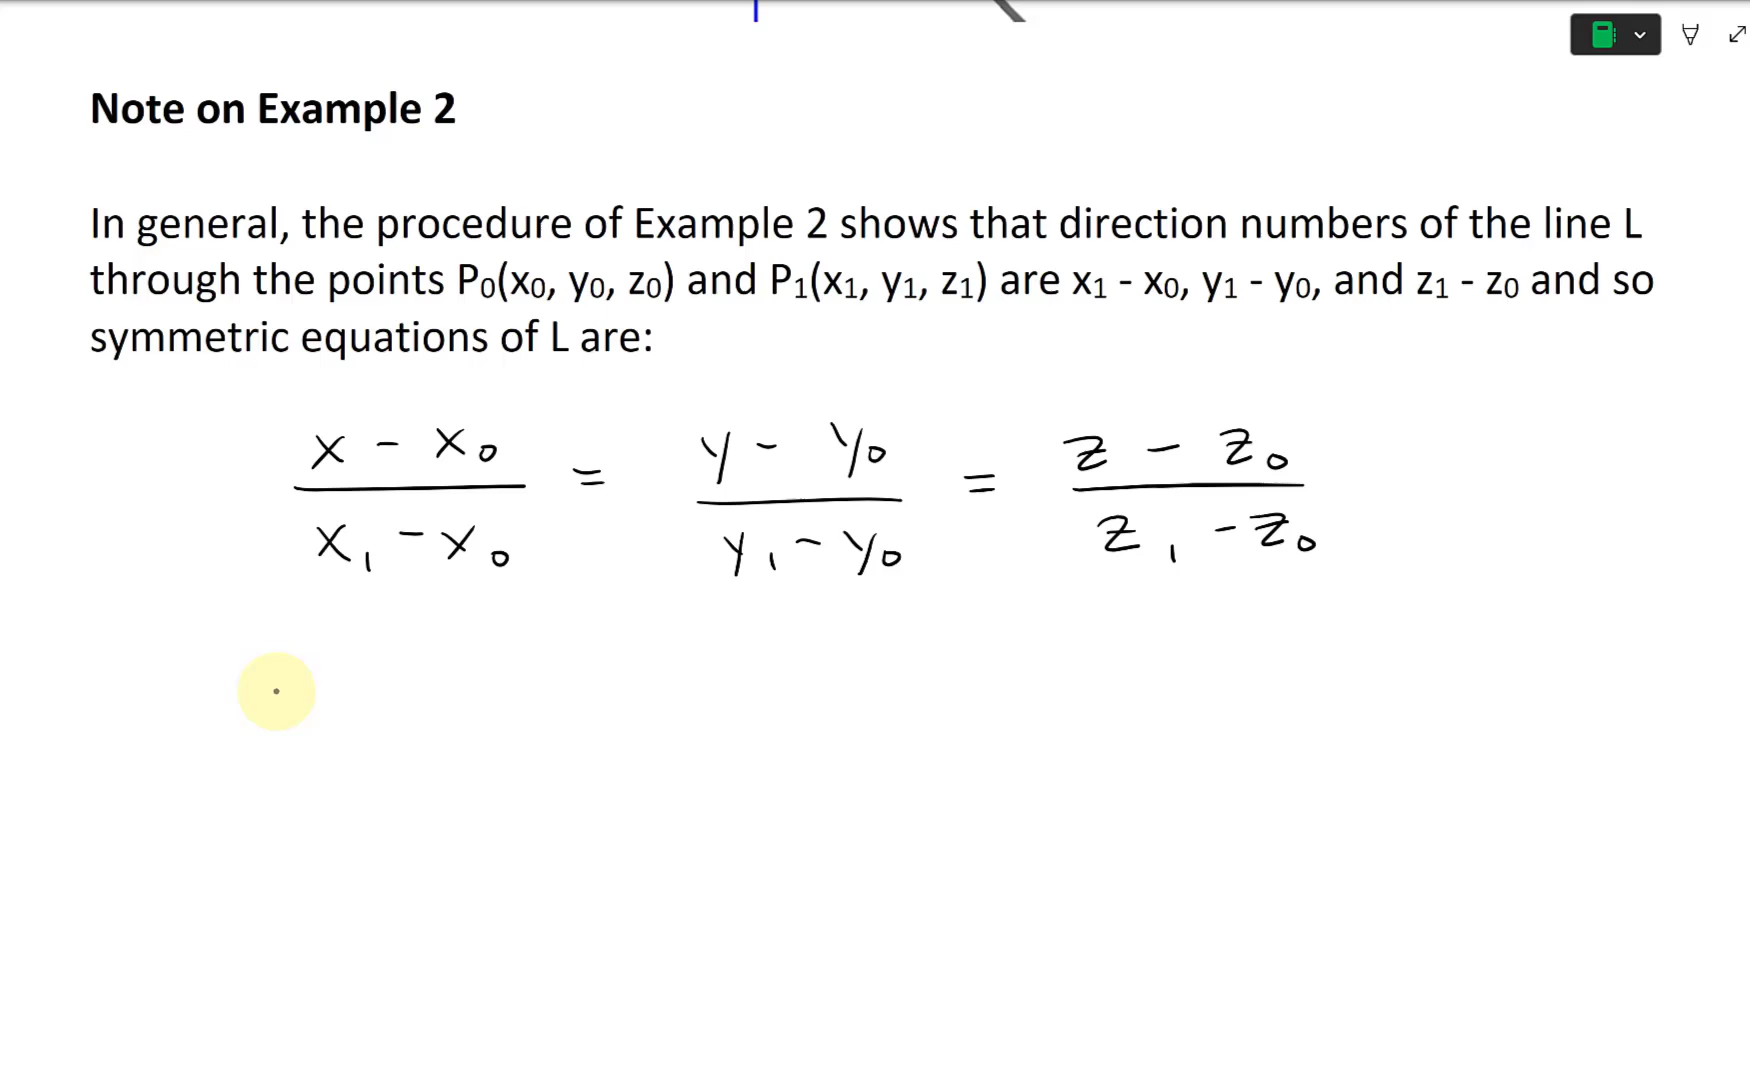 Note on Example 2
In general, the procedure of Example 2 shows that direction numbers of the line L
through the points P₀(x₀, y₀, z₀) and P₁(x₁, y₁, z₁) are x₁ - x₀, y₁ - y₀, and z₁ - z₀ and so
symmetric equations of L are:
x - x₀ / x₁ - x₀ = y - y₀ / y₁ - y₀ = z - z₀ / z₁ - z₀